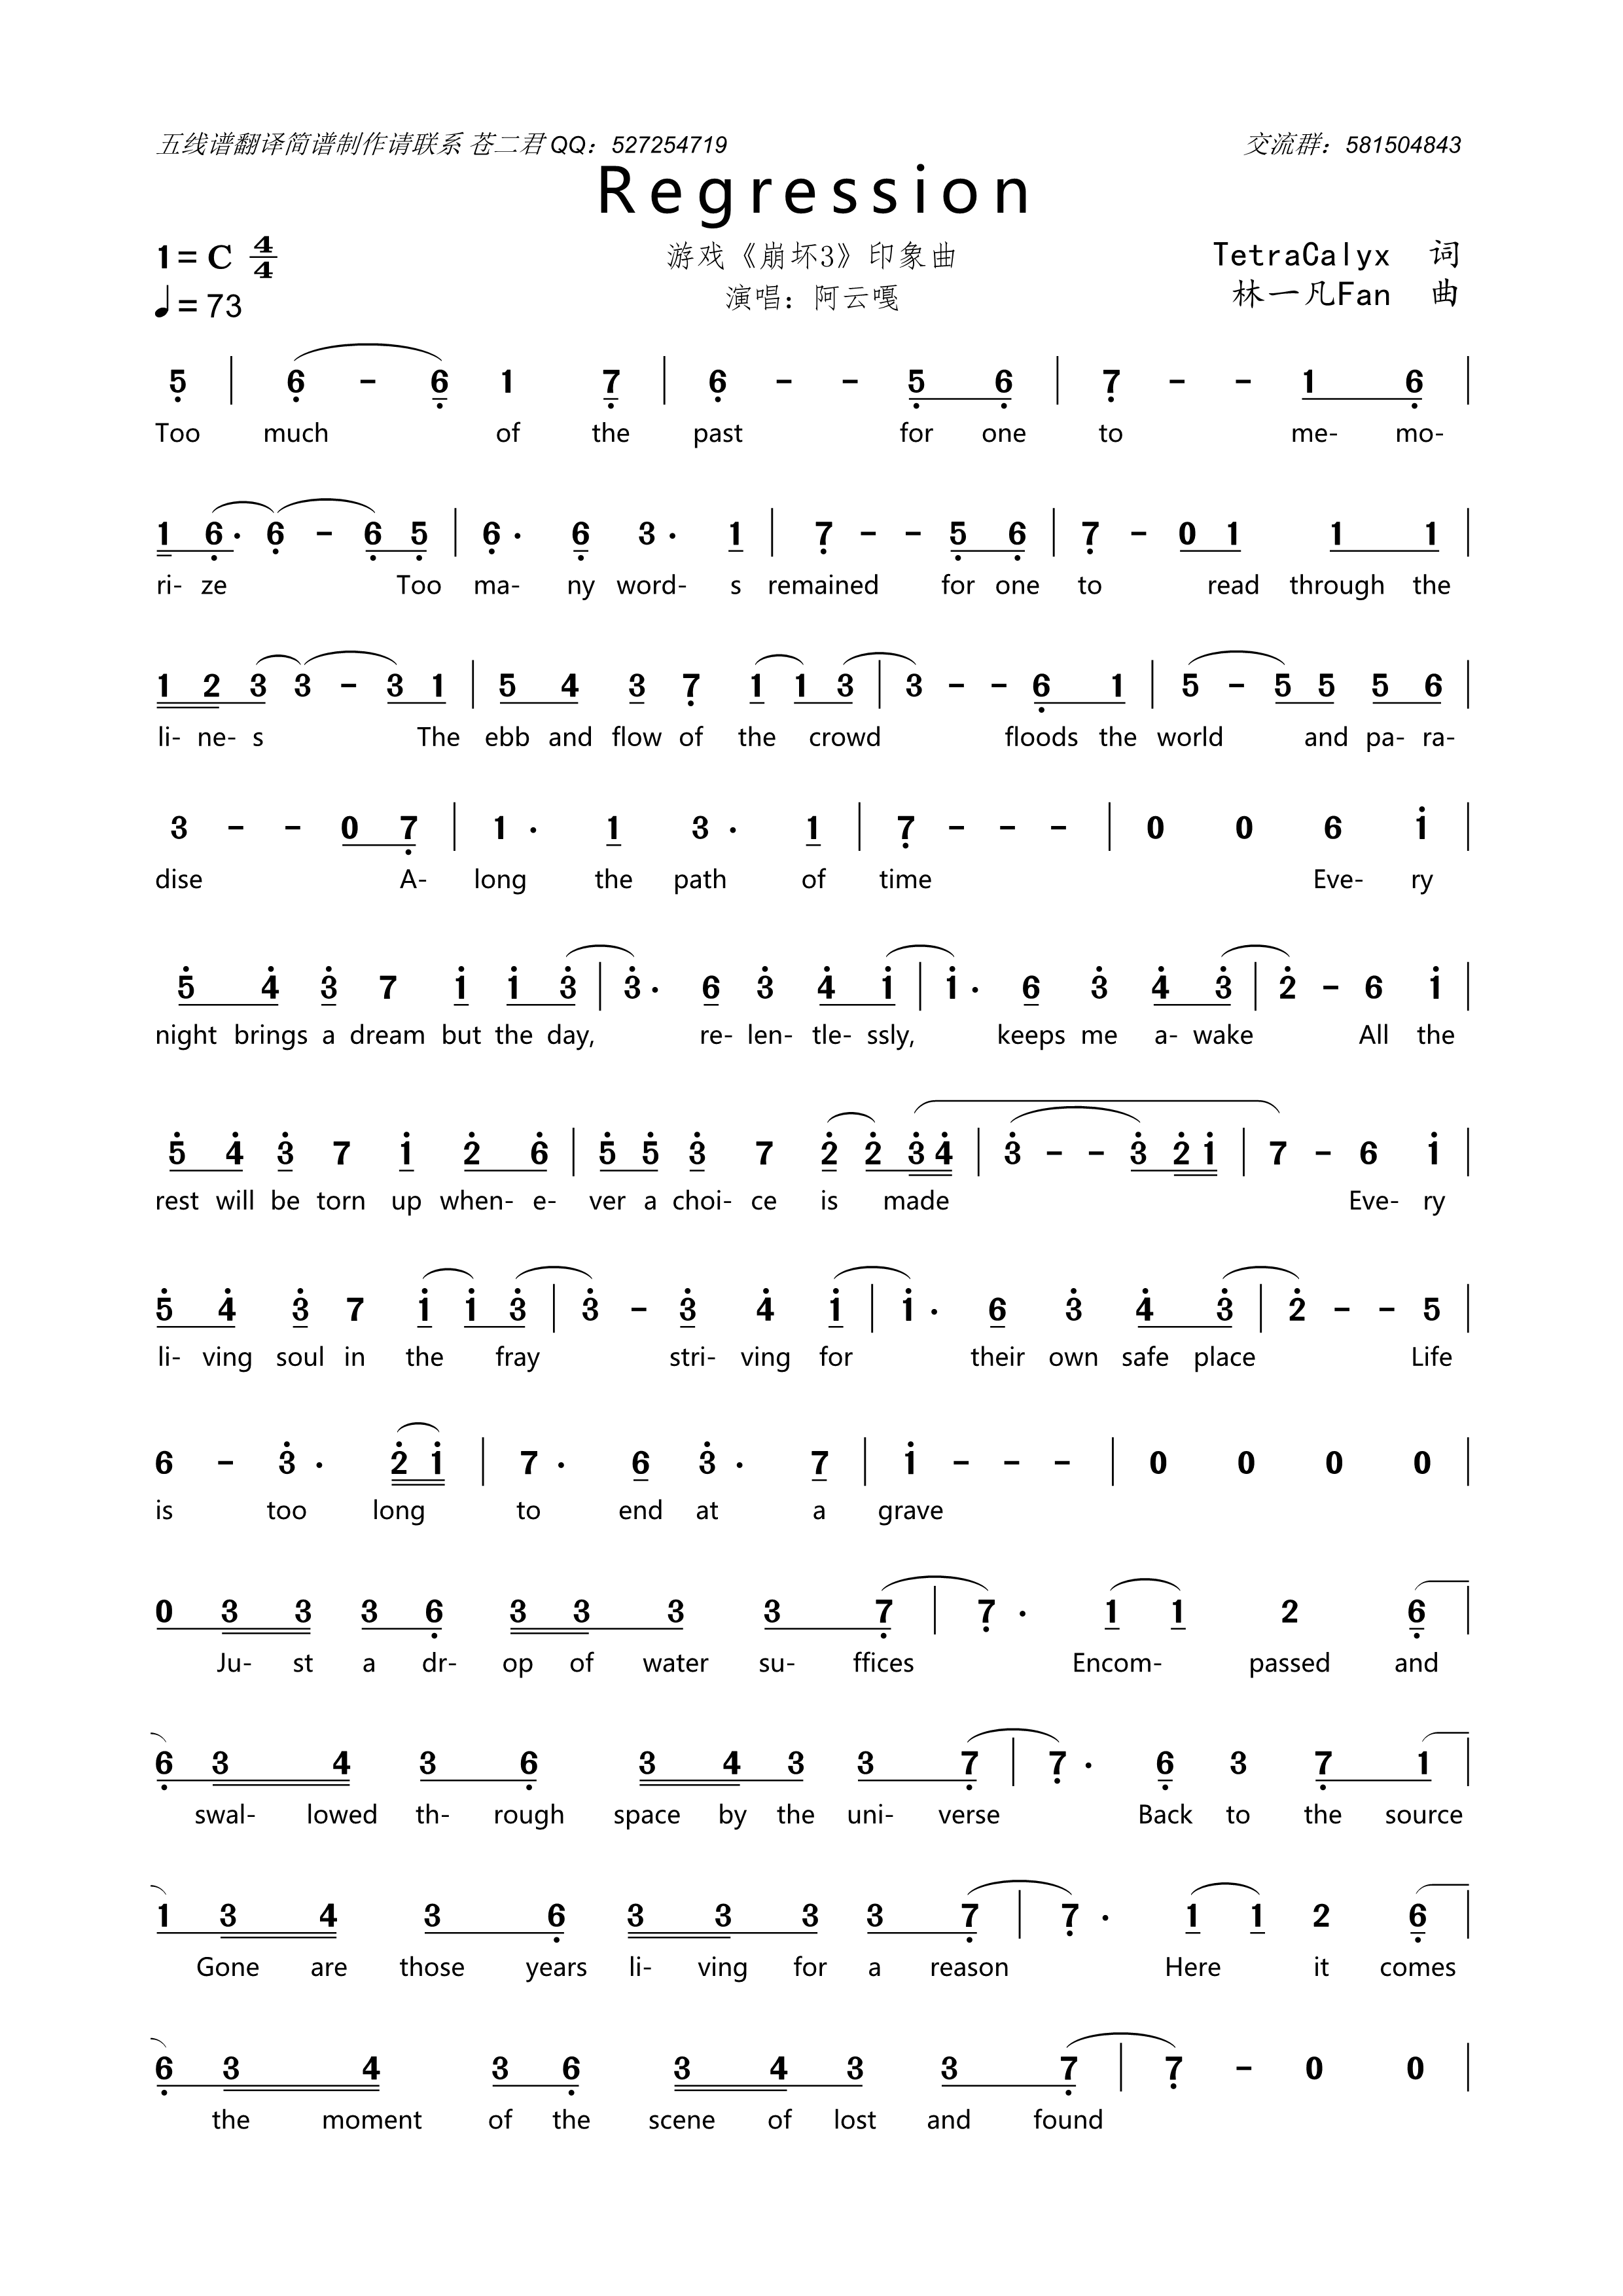 五线谱翻译简谱制作请联系 苍二君 QQ：527254719 交流群：581504843
Regression
1= C 4/4 游戏《崩坏3》印象曲 TetraCalyx 词
♩= 73 演唱：阿云嘎 林一凡Fan 曲
5 | 6 - 6 1 7 | 6 - - 5 6 | 7 - - 1 6 |
Too much of the past for one to me- mo-
1 6· 6 - 6 5 | 6· 6 3· 1 | 7 - - 5 6 | 7 - 0 1 1 1 |
ri- ze Too ma- ny word- s remained for one to read through the
1 2 3 3 - 3 1 | 5 4 3 7 1 1 3 | 3 - - 6 1 | 5 - 5 5 5 6 |
li- ne- s The ebb and flow of the crowd floods the world and pa- ra-
3 - - 0 7 | 1· 1 3· 1 | 7 - - - | 0 0 6 1 |
dise A- long the path of time Eve- ry
5 4 3 7 1 1 3 | 3· 6 3 4 1 | 1· 6 3 4 3 | 2 - 6 1 |
night brings a dream but the day, re- len- tle- ssly, keeps me a- wake All the
5 4 3 7 1 2 6 | 5 5 3 7 2 2 3 4 | 3 - - 3 2 1 | 7 - 6 1 |
rest will be torn up when- e- ver a choi- ce is made Eve- ry
5 4 3 7 1 1 3 | 3 - 3 4 1 | 1· 6 3 4 3 | 2 - - 5 |
li- ving soul in the fray stri- ving for their own safe place Life
6 - 3· 2 1 | 7· 6 3· 7 | 1 - - - | 0 0 0 0 |
is too long to end at a grave
0 3 3 3 6 3 3 3 3 7 | 7· 1 1 2 6 |
Ju- st a dr- op of water su- ffices Encom- passed and
6 3 4 3 6 3 4 3 3 7 | 7· 6 3 7 1 |
swal- lowed th- rough space by the uni- verse Back to the source
1 3 4 3 6 3 3 3 3 7 | 7· 1 1 2 6 |
Gone are those years li- ving for a reason Here it comes
6 3 4 3 6 3 4 3 3 7 | 7 - 0 0 |
the moment of the scene of lost and found